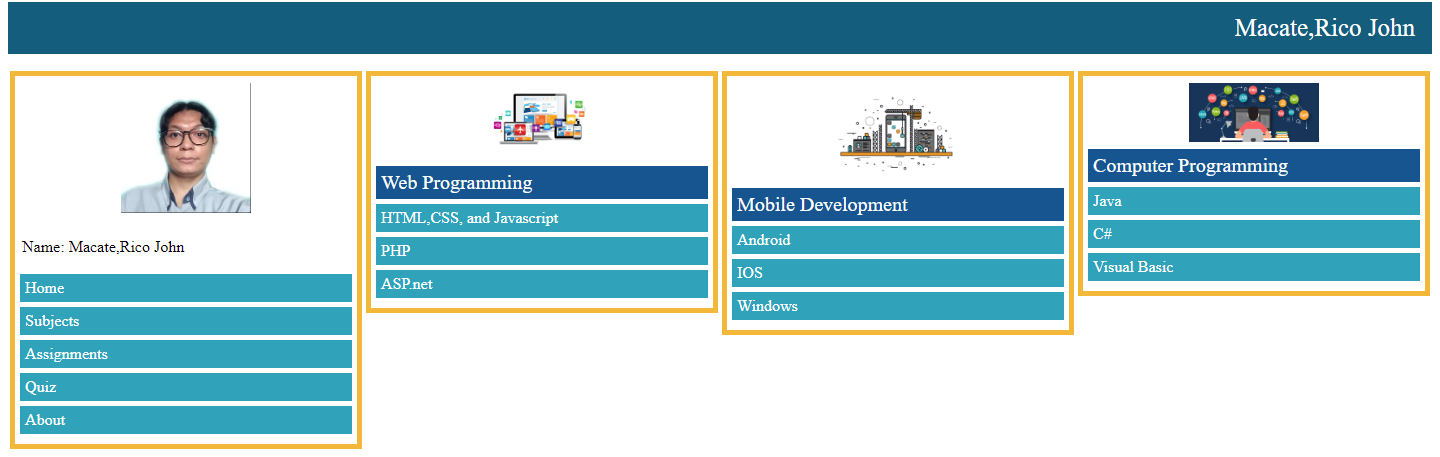 Macate,Rico John
Name: Macate,Rico John
Home
Subjects
Assignments
Quiz
About
Web Programming
HTML,CSS, and Javascript
PHP
ASP.net
Mobile Development
Android
IOS
Windows
Computer Programming
Java
C#
Visual Basic